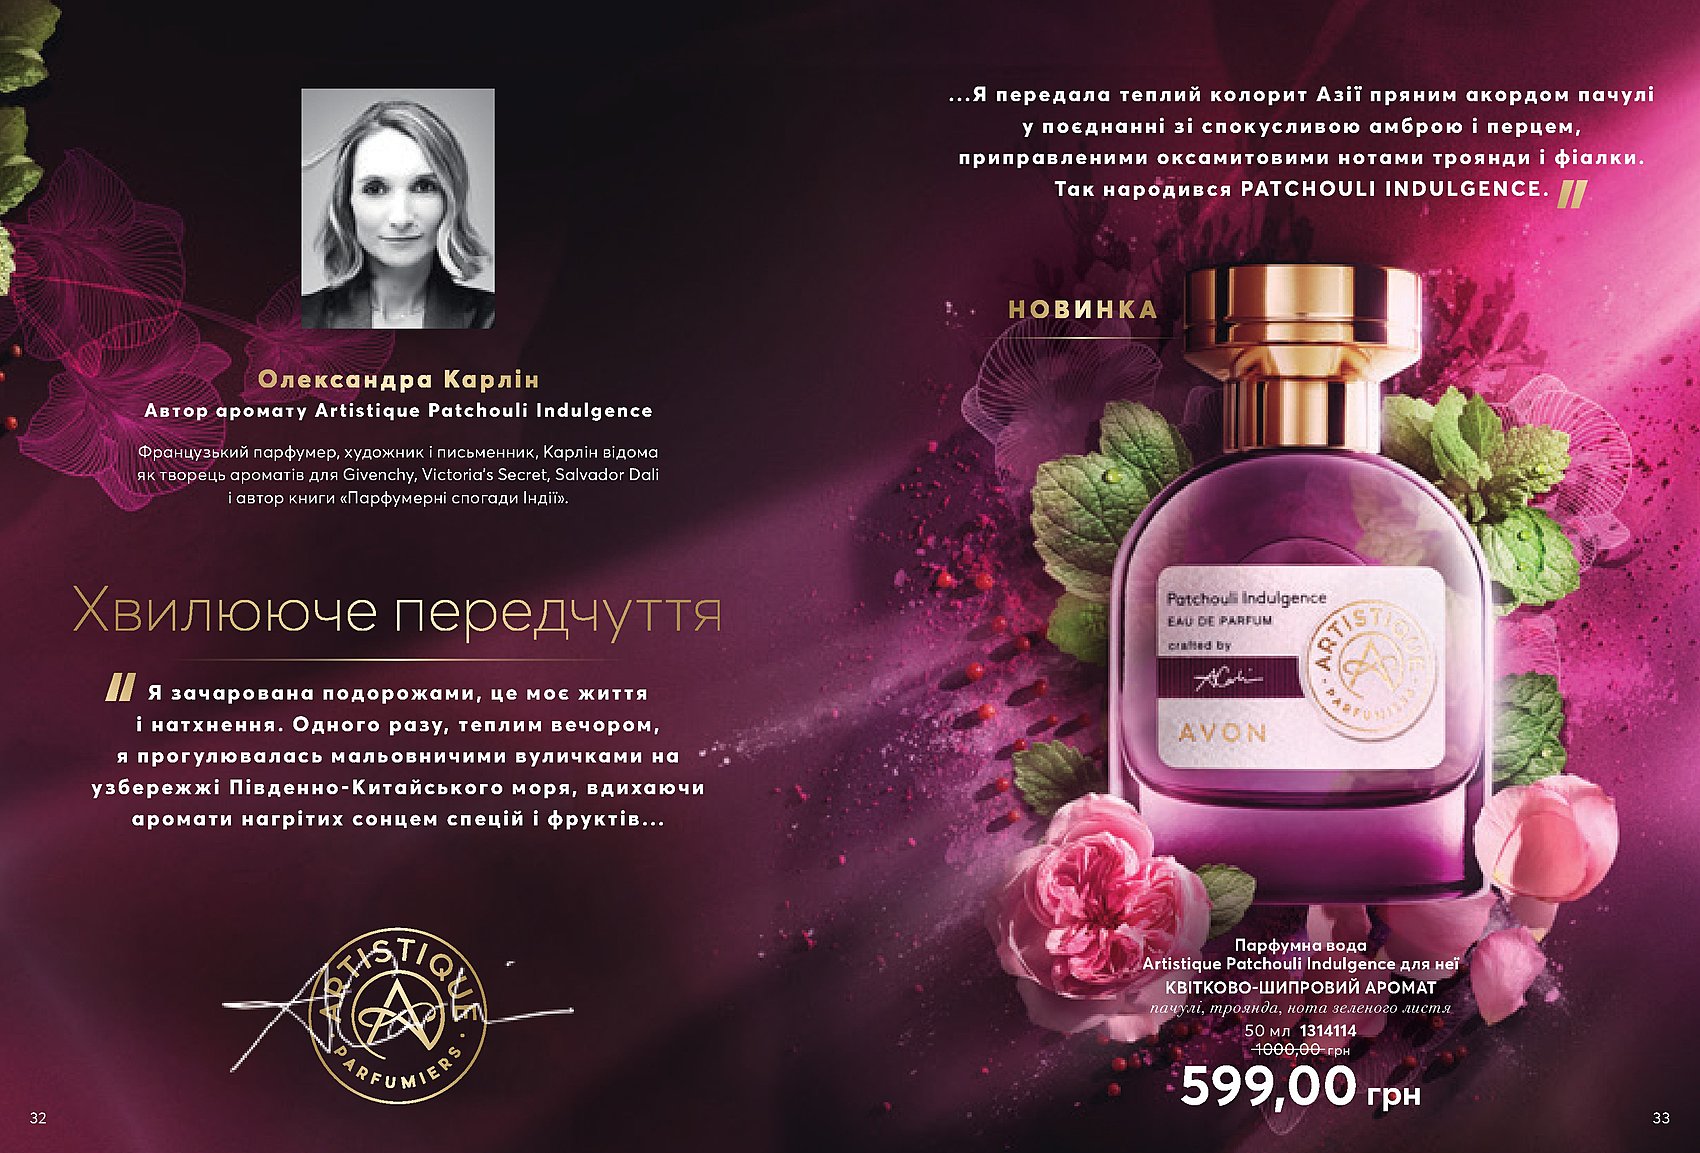 Олександра Карлін
Автор аромату Artistique Patchouli Indulgence
Французький парфумер, художник і письменник, Карлін відома
як творець ароматів для Givenchy, Victoria's Secret, Salvador Dali
і автор книги «Парфумерні спогади Індії».
Хвилююче передчуття
" Я зачарована подорожами, це моє життя
і натхнення. Одного разу, теплим вечором,
я прогулювалась мальовничими вуличками на
узбережжі Південно-Китайського моря, вдихаючи
аромати нагрітих сонцем спецій і фруктів...
ARTISTIQUE
PARFUMIERS
32
...Я передала теплий колорит Азії пряним акордом пачулі
у поєднанні зі спокусливою амброю і перцем,
приправленими оксамитовими нотами троянди і фіалки.
Так народився PATCHOULI INDULGENCE. "
НОВИНКА
Patchouli Indulgence
EAU DE PARFUM
crafted by
ARTISTIQUE
PARFUMIERS
AVON
Парфумна вода
Artistique Patchouli Indulgence для неї
КВІТКОВО-ШИПРОВИЙ АРОМАТ
пачулі, троянда, нота зеленого листя
50 мл 1314114
1000,00 грн
599,00 грн
33